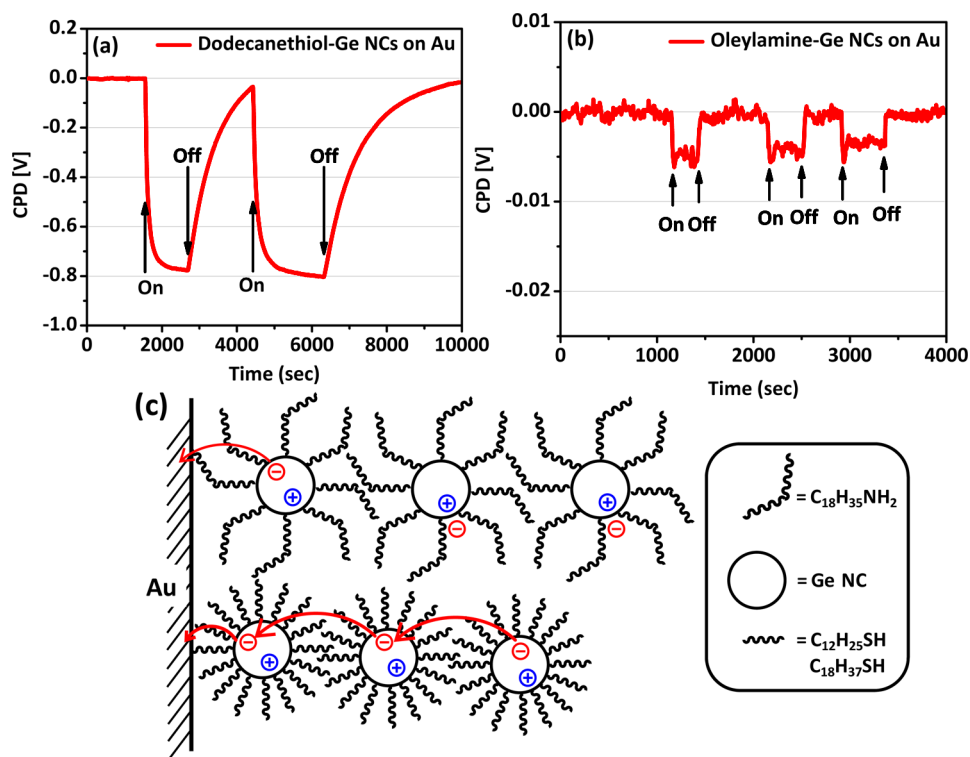 (a)
Dodecanethiol-Ge NCs on Au
CPD [V]
0.2
0.0
-0.2
-0.4
-0.6
-0.8
-1.0
On
Off
On
Off
0 2000 4000 6000 8000 10000
Time (sec)
(b)
Oleylamine-Ge NCs on Au
CPD [V]
0.00
-0.01
-0.02
On Off On Off On Off
0 1000 2000 3000 4000
Time (sec)
(c)
Au
− + + − + −
− + − + − +
= C₁₈H₃₅NH₂
= Ge NC
= C₁₂H₂₅SH
C₁₈H₃₇SH